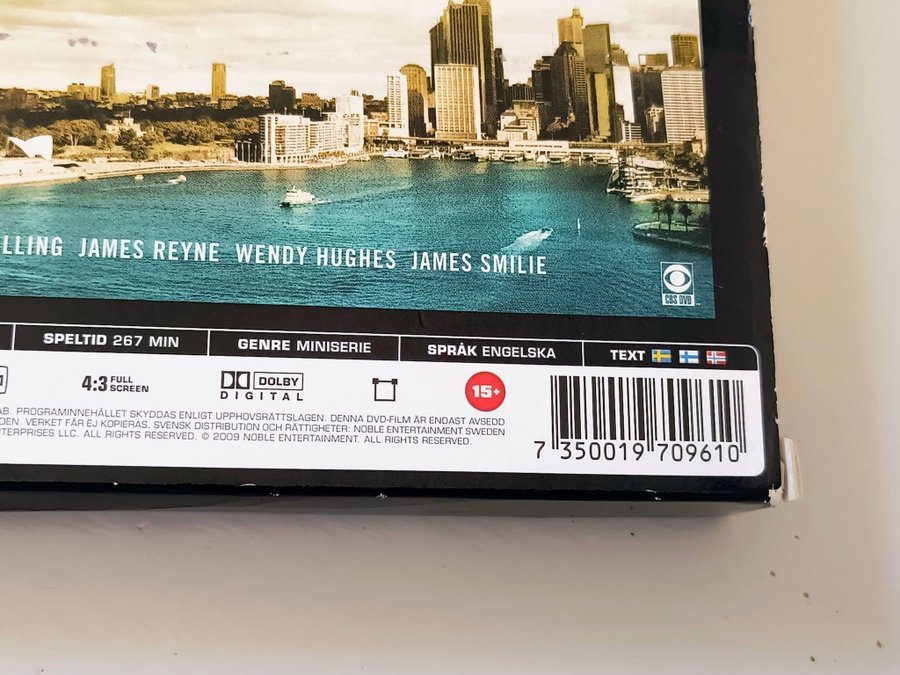 LLING JAMES REYNE WENDY HUGHES JAMES SMILIE
CBS DVD
SPELTID 267 MIN GENRE MINISERIE SPRÅK ENGELSKA TEXT
4:3 FULL SCREEN
DOLBY DIGITAL
15+
AB. PROGRAMINNEHÅLLET SKYDDAS ENLIGT UPPHOVSRÄTTSLAGEN. DENNA DVD-FILM ÄR ENDAST AVSEDD
DEN. VERKET FÅR EJ KOPIERAS. SVENSK DISTRIBUTION OCH RÄTTIGHETER: NOBLE ENTERTAINMENT SWEDEN
TERPRISES LLC. ALL RIGHTS RESERVED. © 2009 NOBLE ENTERTAINMENT. ALL RIGHTS RESERVED.
7 350019 709610